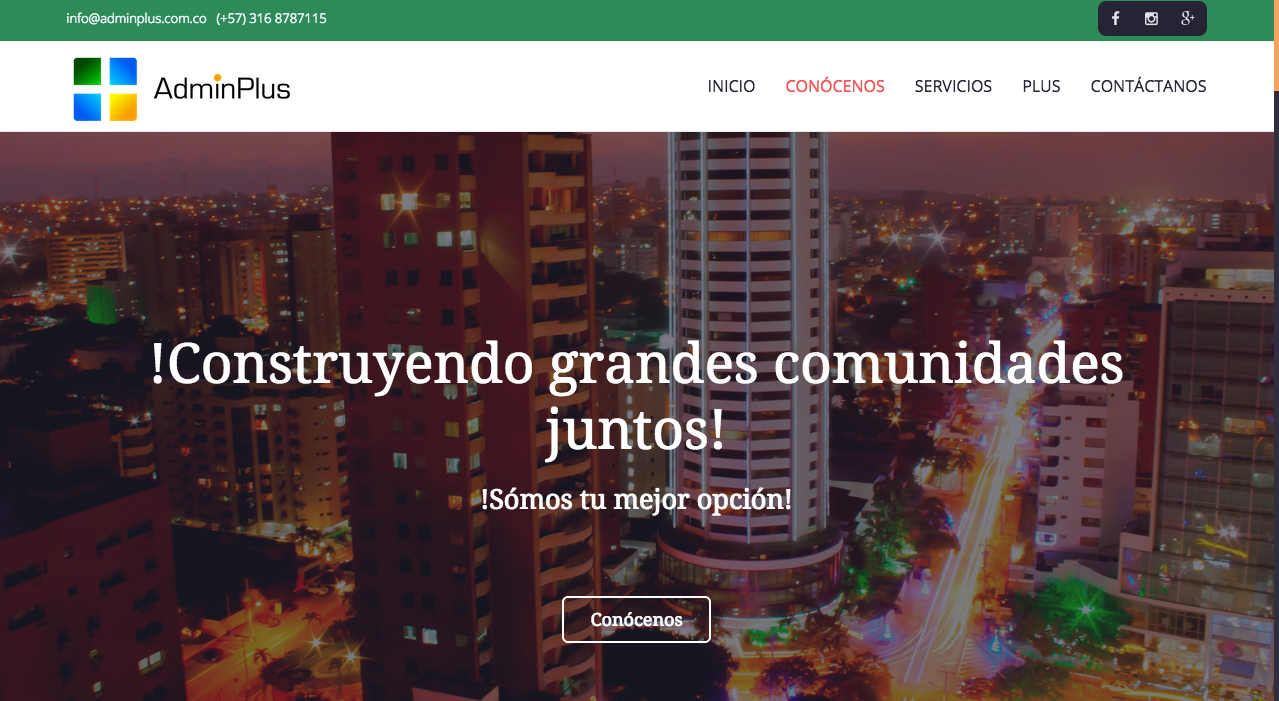 info@adminplus.com.co (+57) 316 8787115
AdminPlus
INICIO CONÓCENOS SERVICIOS PLUS CONTÁCTANOS
!Construyendo grandes comunidades
juntos!
!Sómos tu mejor opción!
Conócenos